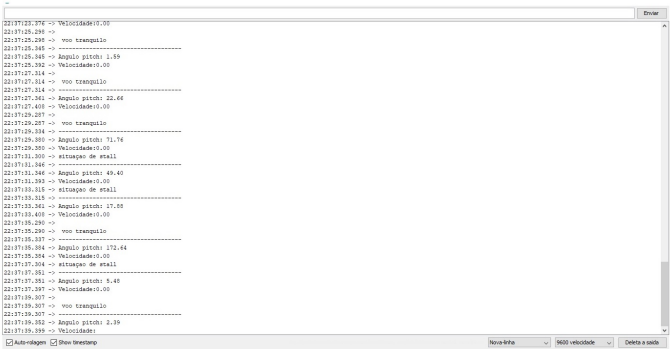 Enviar
22:37:23.376 -> Velocidade:0.00
22:37:25.298 ->
22:37:25.298 ->  voo tranquilo
22:37:25.345 -> ------------------------------------
22:37:25.345 -> Angulo pitch: 1.59
22:37:25.392 -> Velocidade:0.00
22:37:27.314 ->
22:37:27.314 ->  voo tranquilo
22:37:27.314 -> ------------------------------------
22:37:27.361 -> Angulo pitch: 22.66
22:37:27.408 -> Velocidade:0.00
22:37:29.287 ->
22:37:29.287 ->  voo tranquilo
22:37:29.334 -> ------------------------------------
22:37:29.380 -> Angulo pitch: 71.76
22:37:29.380 -> Velocidade:0.00
22:37:31.300 -> situaçao de stall
22:37:31.346 -> ------------------------------------
22:37:31.346 -> Angulo pitch: 49.40
22:37:31.393 -> Velocidade:0.00
22:37:33.315 -> situaçao de stall
22:37:33.315 -> ------------------------------------
22:37:33.361 -> Angulo pitch: 17.88
22:37:33.408 -> Velocidade:0.00
22:37:35.290 ->
22:37:35.290 ->  voo tranquilo
22:37:35.337 -> ------------------------------------
22:37:35.384 -> Angulo pitch: 172.64
22:37:35.384 -> Velocidade:0.00
22:37:37.304 -> situaçao de stall
22:37:37.351 -> ------------------------------------
22:37:37.351 -> Angulo pitch: 5.48
22:37:37.397 -> Velocidade:0.00
22:37:39.307 ->
22:37:39.307 ->  voo tranquilo
22:37:39.307 -> ------------------------------------
22:37:39.352 -> Angulo pitch: 2.39
22:37:39.399 -> Velocidade:
Auto-rolagem Show timestamp Nova-linha 9600 velocidade Deleta a saida